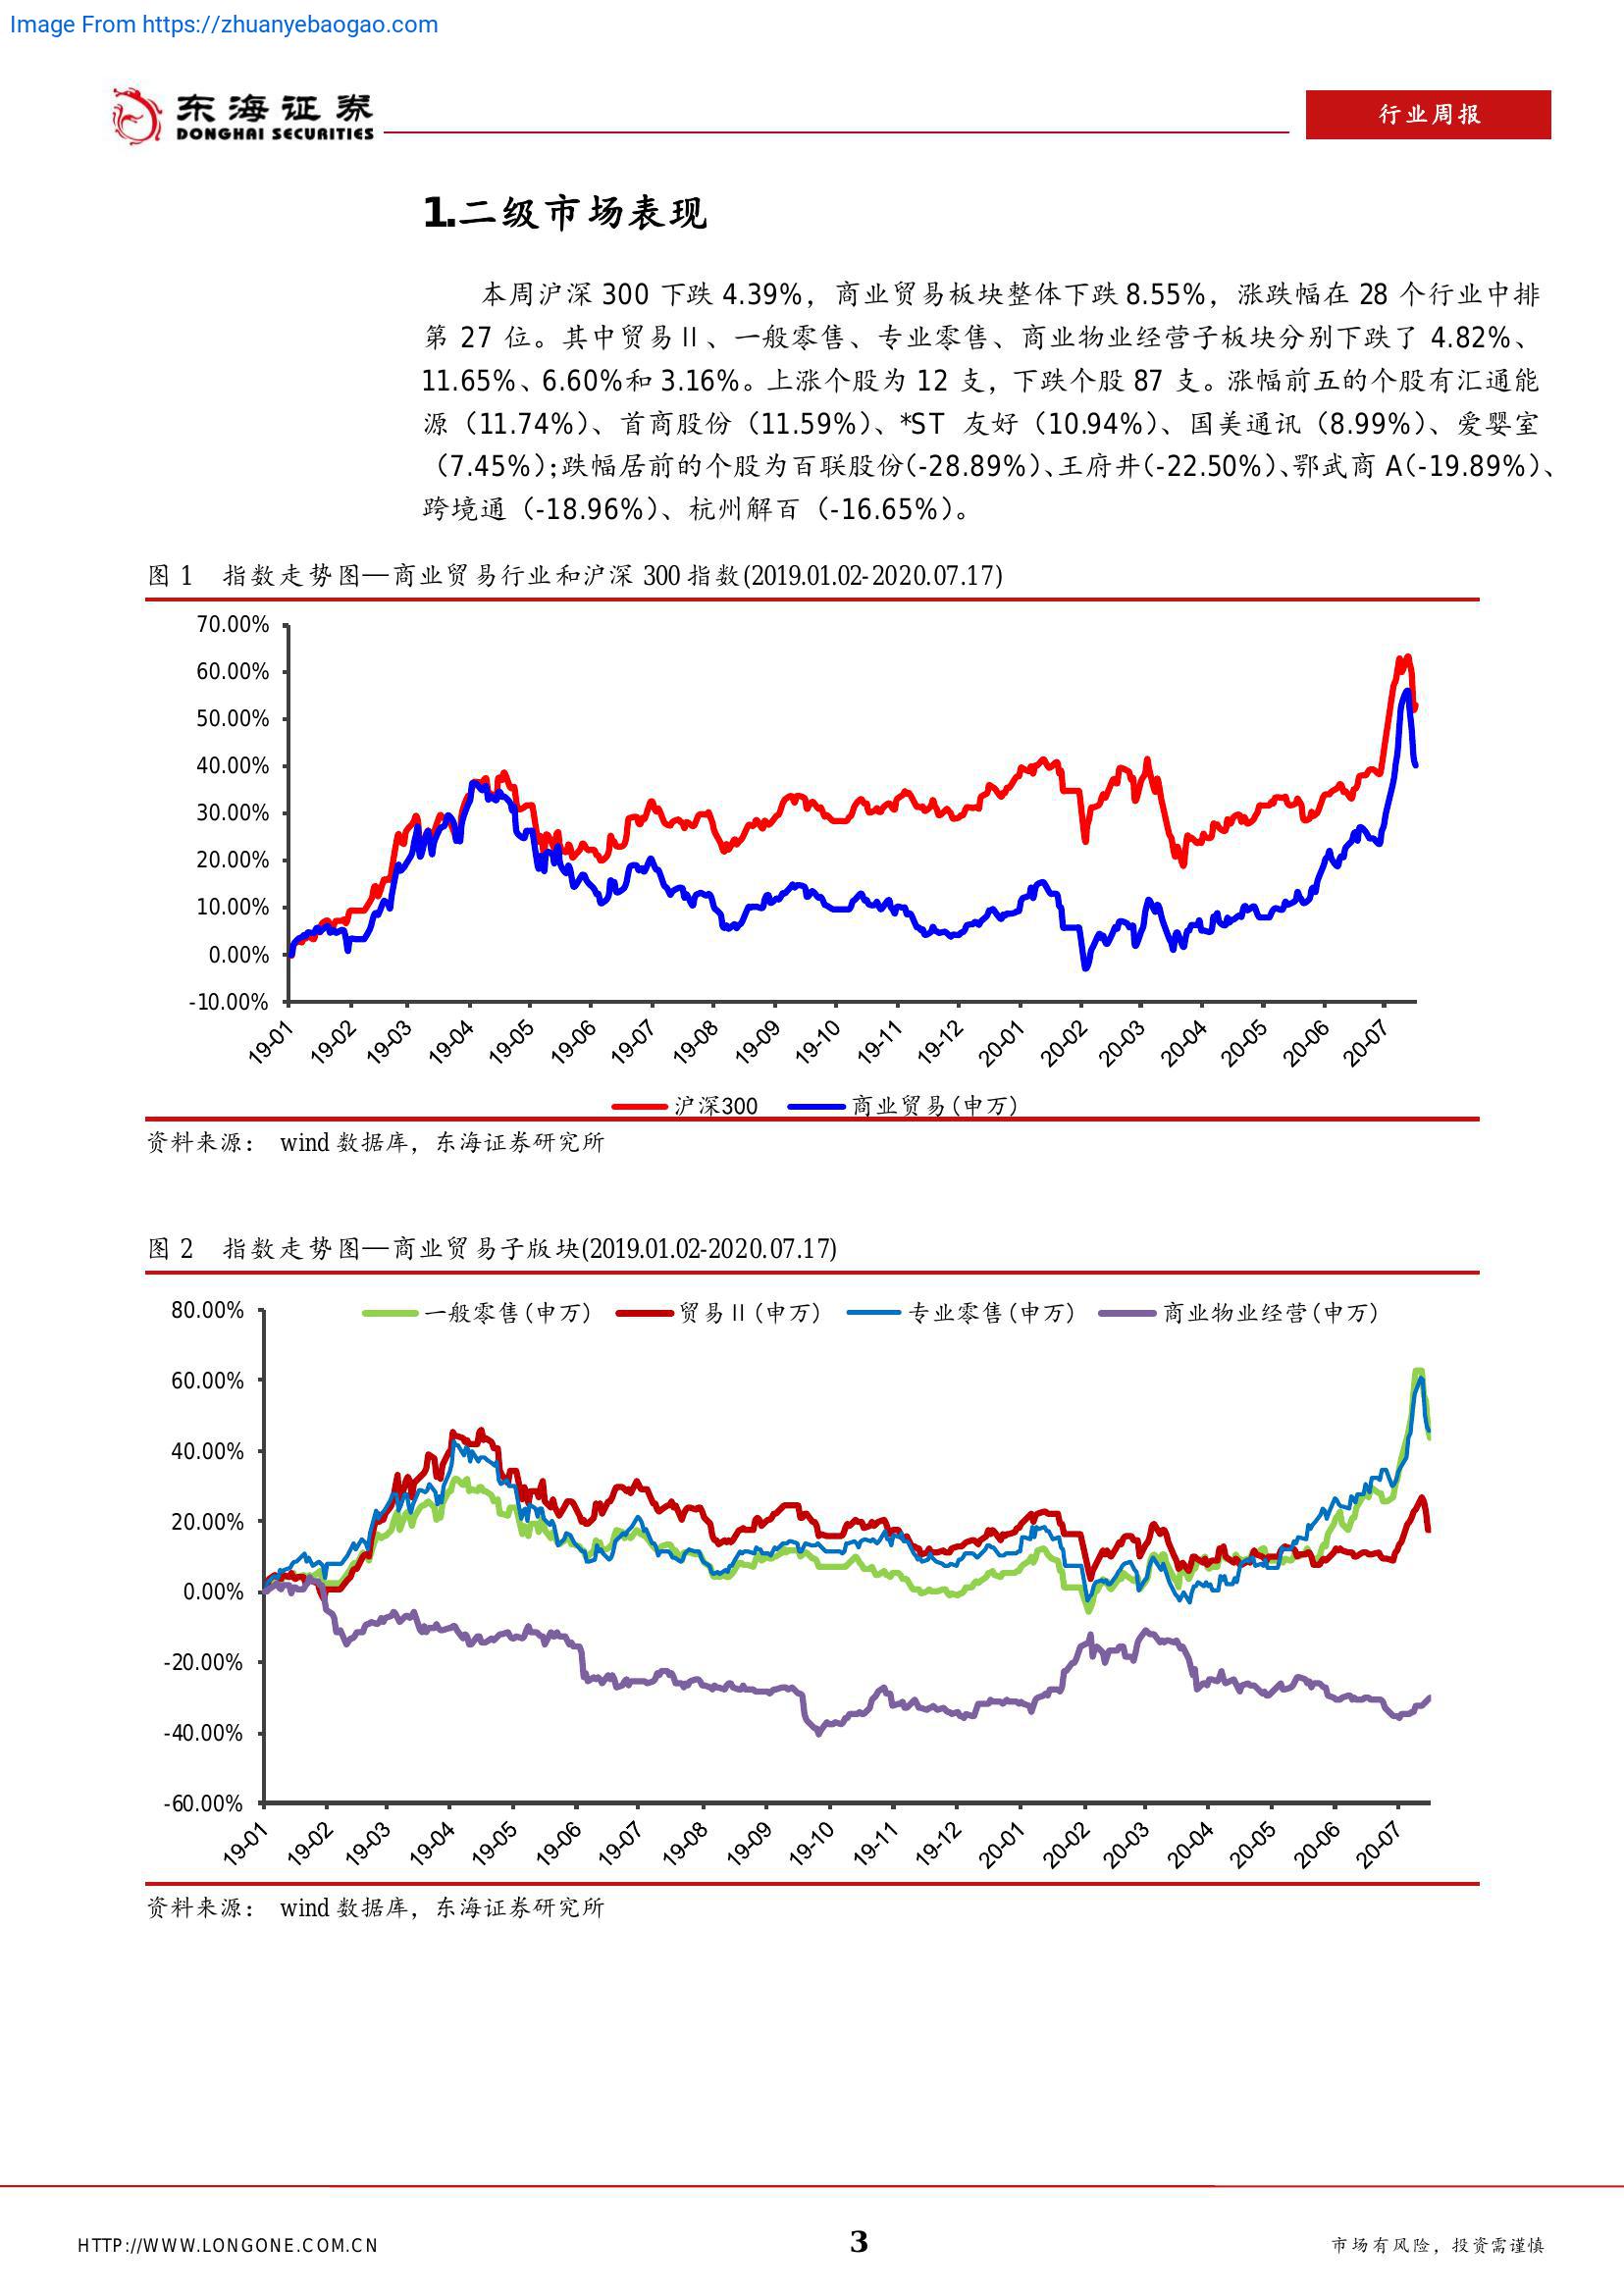 Image From https://zhuanyebaogao.com
东海证券
DONGHAI SECURITIES
行业周报
1.二级市场表现
本周沪深 300 下跌 4.39%，商业贸易板块整体下跌 8.55%，涨跌幅在 28 个行业中排
第 27 位。其中贸易Ⅱ、一般零售、专业零售、商业物业经营子板块分别下跌了 4.82%、
11.65%、6.60%和 3.16%。上涨个股为 12 支，下跌个股 87 支。涨幅前五的个股有汇通能
源（11.74%）、首商股份（11.59%）、*ST 友好（10.94%）、国美通讯（8.99%）、爱婴室
（7.45%）；跌幅居前的个股为百联股份（-28.89%）、王府井（-22.50%）、鄂武商 A（-19.89%）、
跨境通（-18.96%）、杭州解百（-16.65%）。
图 1 指数走势图—商业贸易行业和沪深 300 指数(2019.01.02-2020.07.17)
70.00%
60.00%
50.00%
40.00%
30.00%
20.00%
10.00%
0.00%
-10.00%
19-01 19-02 19-03 19-04 19-05 19-06 19-07 19-08 19-09 19-10 19-11 19-12 20-01 20-02 20-03 20-04 20-05 20-06 20-07
沪深300 商业贸易(申万)
资料来源： wind 数据库，东海证券研究所
图 2 指数走势图—商业贸易子版块(2019.01.02-2020.07.17)
一般零售(申万) 贸易Ⅱ(申万) 专业零售(申万) 商业物业经营(申万)
80.00%
60.00%
40.00%
20.00%
0.00%
-20.00%
-40.00%
-60.00%
19-01 19-02 19-03 19-04 19-05 19-06 19-07 19-08 19-09 19-10 19-11 19-12 20-01 20-02 20-03 20-04 20-05 20-06 20-07
资料来源： wind 数据库，东海证券研究所
HTTP://WWW.LONGONE.COM.CN
3
市场有风险，投资需谨慎